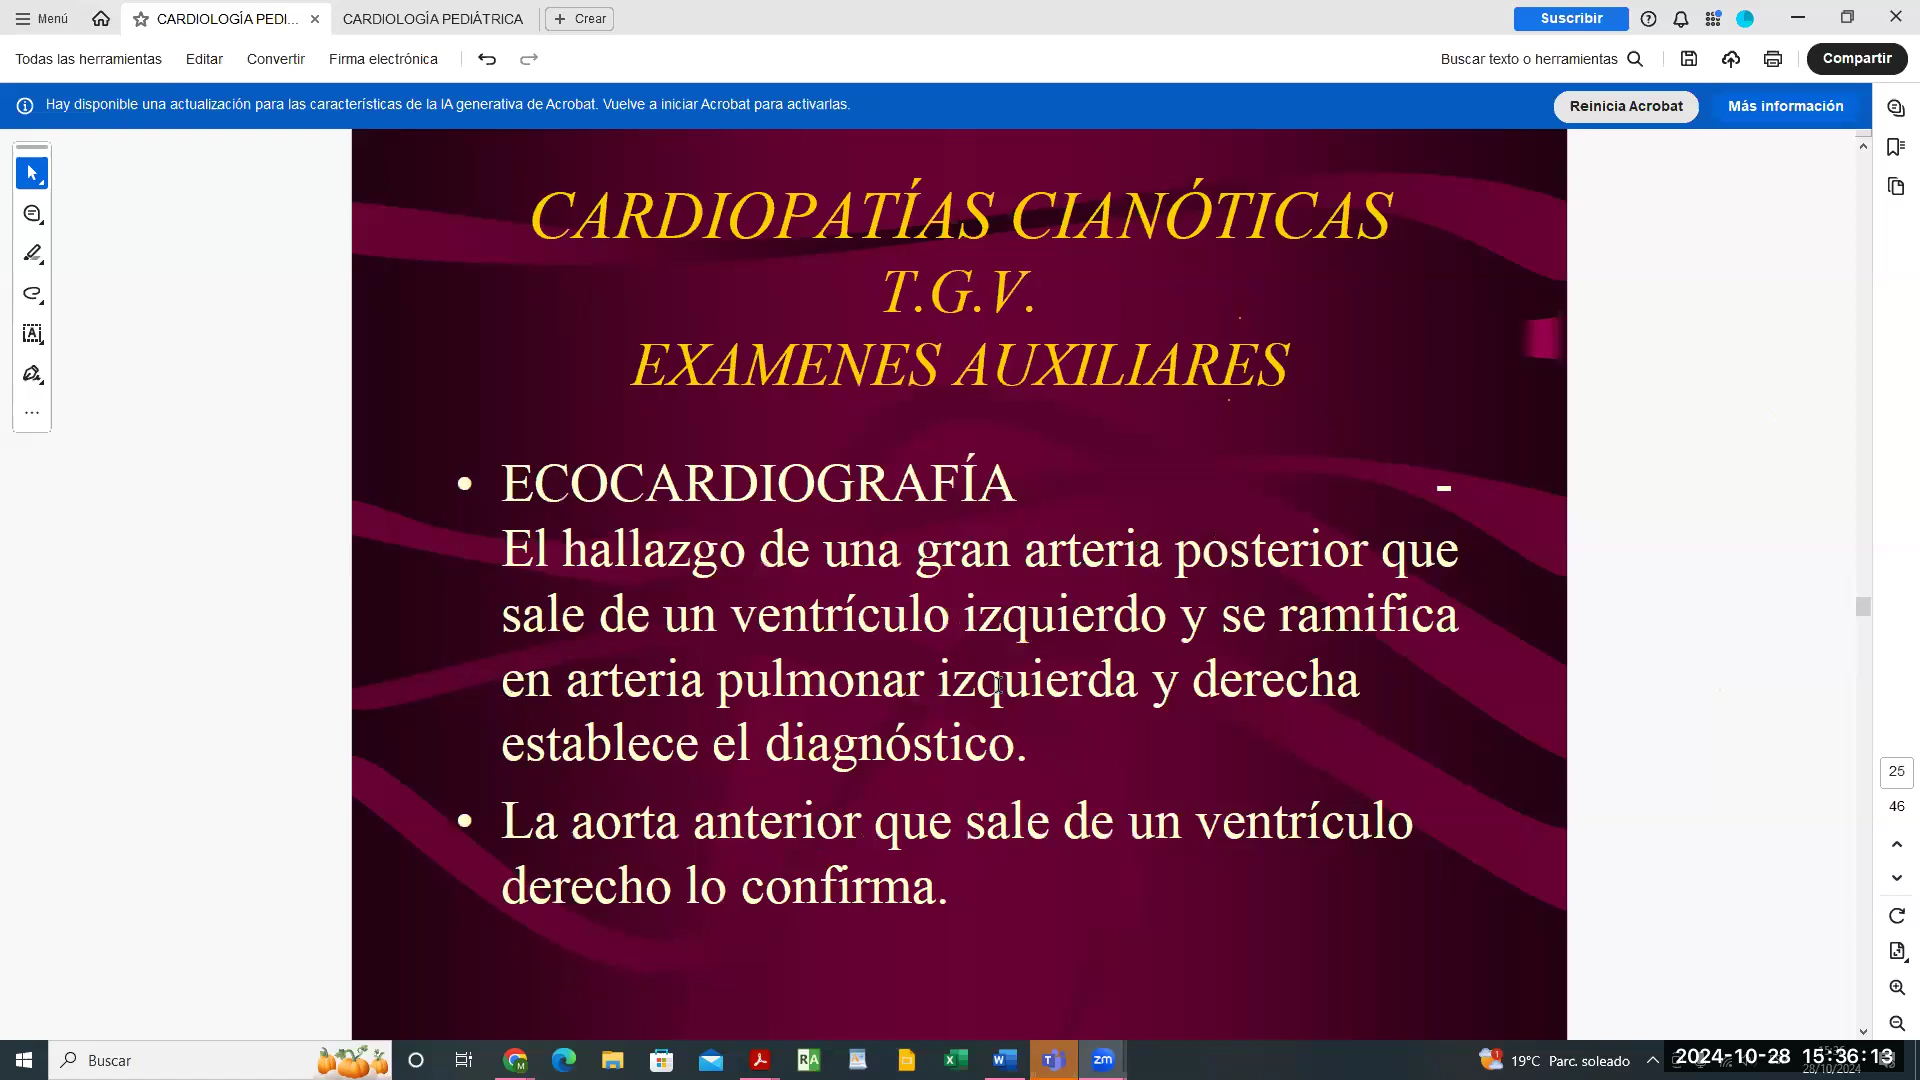 Menú
CARDIOLOGÍA PEDI...
CARDIOLOGÍA PEDIÁTRICA
Crear
Suscribir
Todas las herramientas
Editar
Convertir
Firma electrónica
Buscar texto o herramientas
Compartir
Hay disponible una actualización para las características de la IA generativa de Acrobat. Vuelve a iniciar Acrobat para activarlas.
Reinicia Acrobat
Más información
CARDIOPATÍAS CIANÓTICAS
T.G.V.
EXAMENES AUXILIARES
• ECOCARDIOGRAFÍA -
El hallazgo de una gran arteria posterior que
sale de un ventrículo izquierdo y se ramifica
en arteria pulmonar izquierda y derecha
establece el diagnóstico.
• La aorta anterior que sale de un ventrículo
derecho lo confirma.
25
46
Buscar
19°C Parc. soleado
2024-10-28 15:36:13
28/10/2024